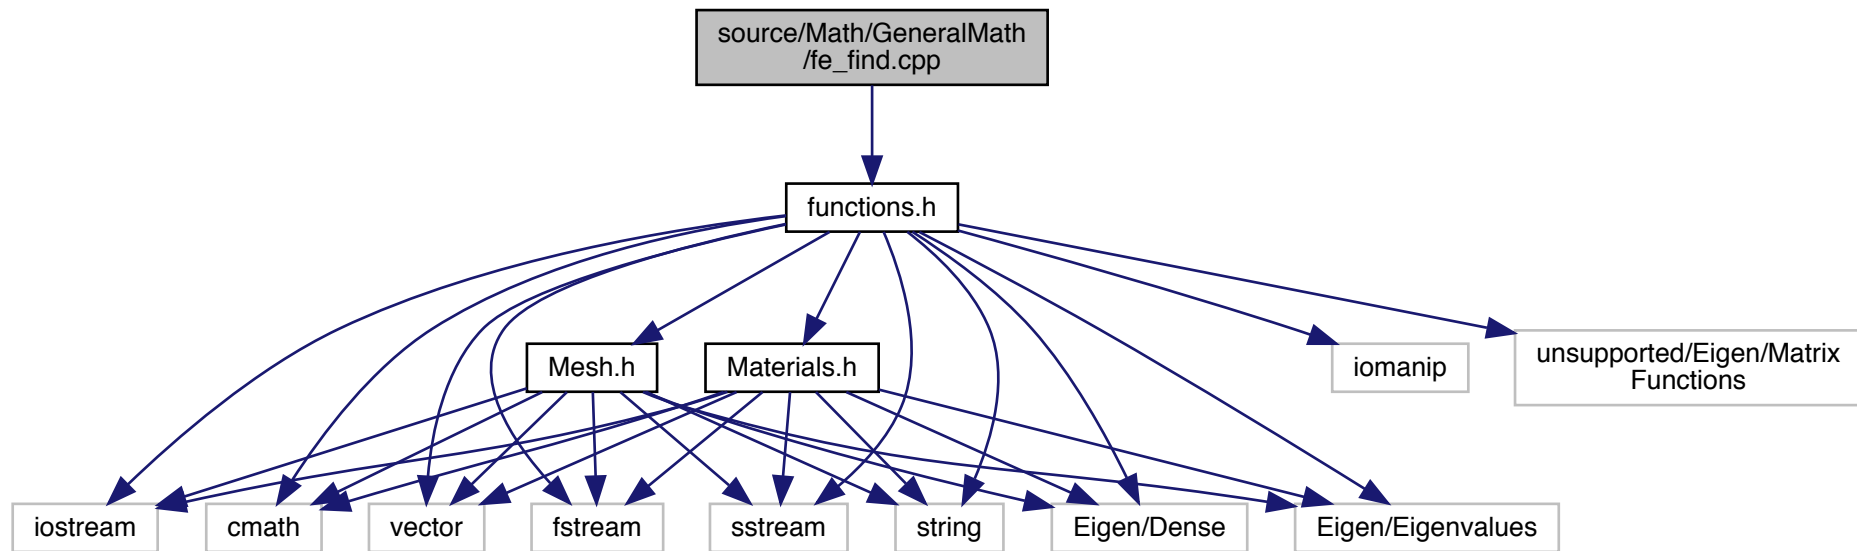 source/Math/GeneralMath
/fe_find.cpp
functions.h
Mesh.h
Materials.h
iomanip
unsupported/Eigen/Matrix
Functions
iostream
cmath
vector
fstream
sstream
string
Eigen/Dense
Eigen/Eigenvalues